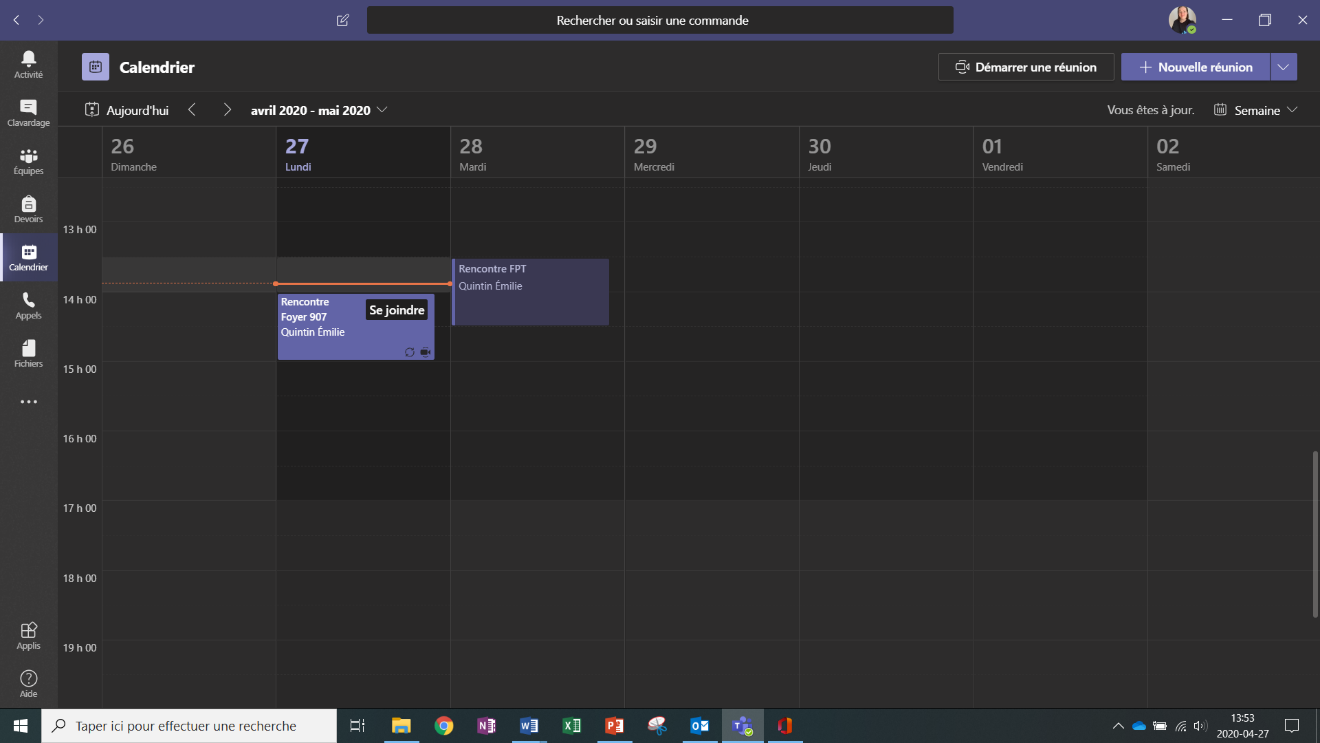 Rechercher ou saisir une commande
Activité
Clavardage
Équipes
Devoirs
Calendrier
Appels
Fichiers
Applis
Aide
Calendrier
Démarrer une réunion
Nouvelle réunion
Aujourd'hui
avril 2020 - mai 2020
Vous êtes à jour.
Semaine
26
Dimanche
27
Lundi
28
Mardi
29
Mercredi
30
Jeudi
01
Vendredi
02
Samedi
13 h 00
14 h 00
15 h 00
16 h 00
17 h 00
18 h 00
19 h 00
Rencontre
Foyer 907
Quintin Émilie
Se joindre
Rencontre FPT
Quintin Émilie
Taper ici pour effectuer une recherche
13:53
2020-04-27